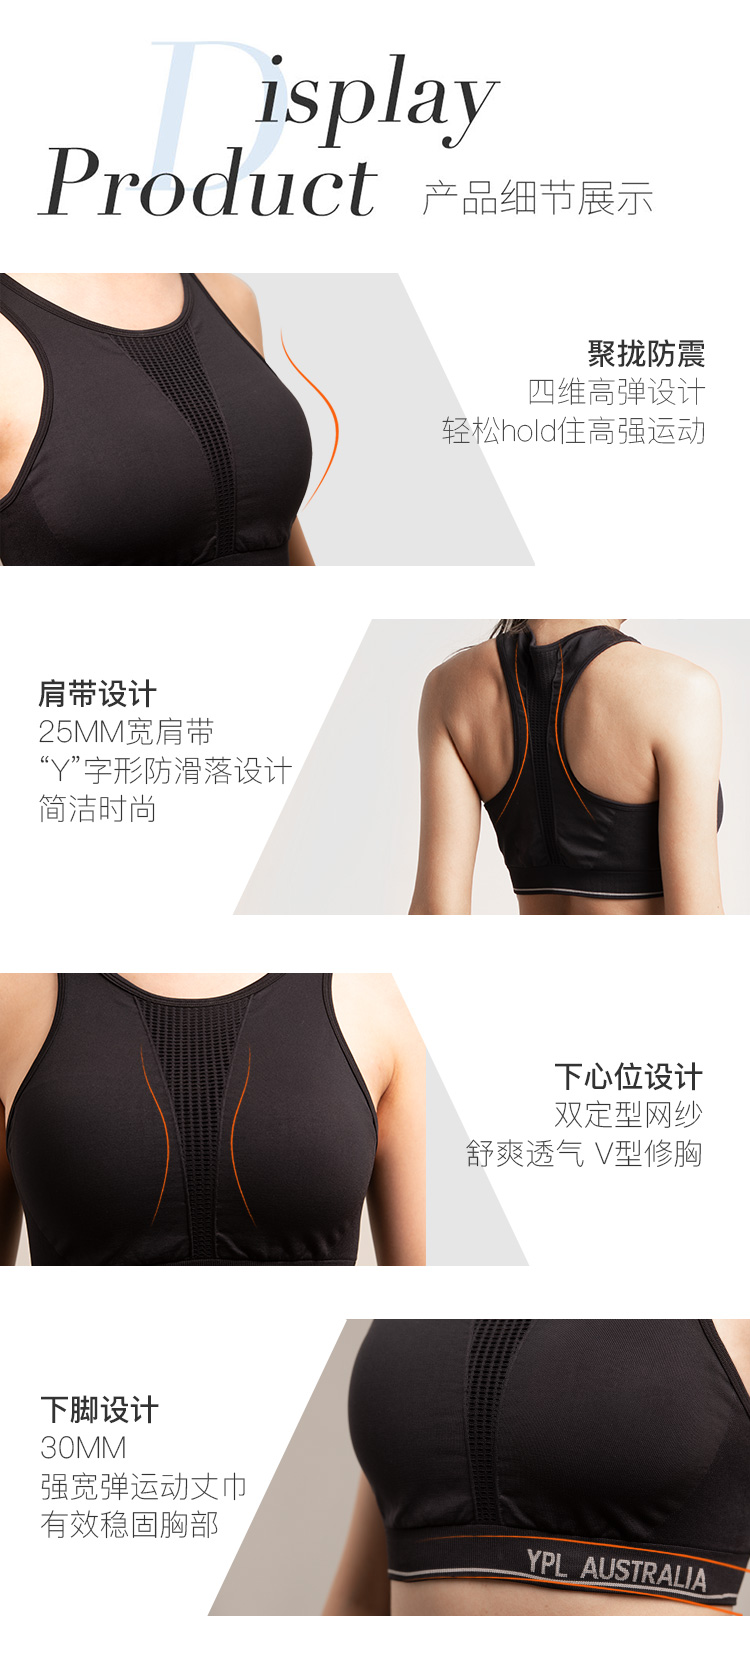 Display
Product 产品细节展示
聚拢防震
四维高弹设计
轻松hold住高强运动
肩带设计
25MM宽肩带
“Y”字形防滑落设计
简洁时尚
下心位设计
双定型网纱
舒爽透气 V型修胸
下脚设计
30MM
强宽弹运动丈巾
有效稳固胸部
YPL AUSTRALIA